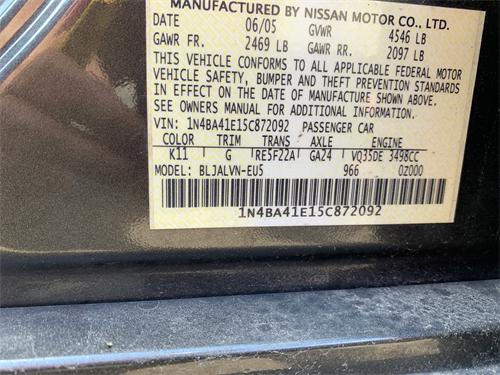 MANUFACTURED BY NISSAN MOTOR CO., LTD.
DATE 06/05 GVWR 4546 LB
GAWR FR. 2469 LB GAWR RR. 2097 LB
THIS VEHICLE CONFORMS TO ALL APPLICABLE FEDERAL MOTOR
VEHICLE SAFETY, BUMPER AND THEFT PREVENTION STANDARDS
IN EFFECT ON THE DATE OF MANUFACTURE SHOWN ABOVE.
SEE OWNERS MANUAL FOR ADDITIONAL INFORMATION.
VIN: 1N4BA41E15C872092 PASSENGER CAR
COLOR TRIM TRANS AXLE ENGINE
K11 G RE5F22A GA24 VQ35DE 3498CC
MODEL: BLJALVN-EU5 966 0Z000
1N4BA41E15C872092